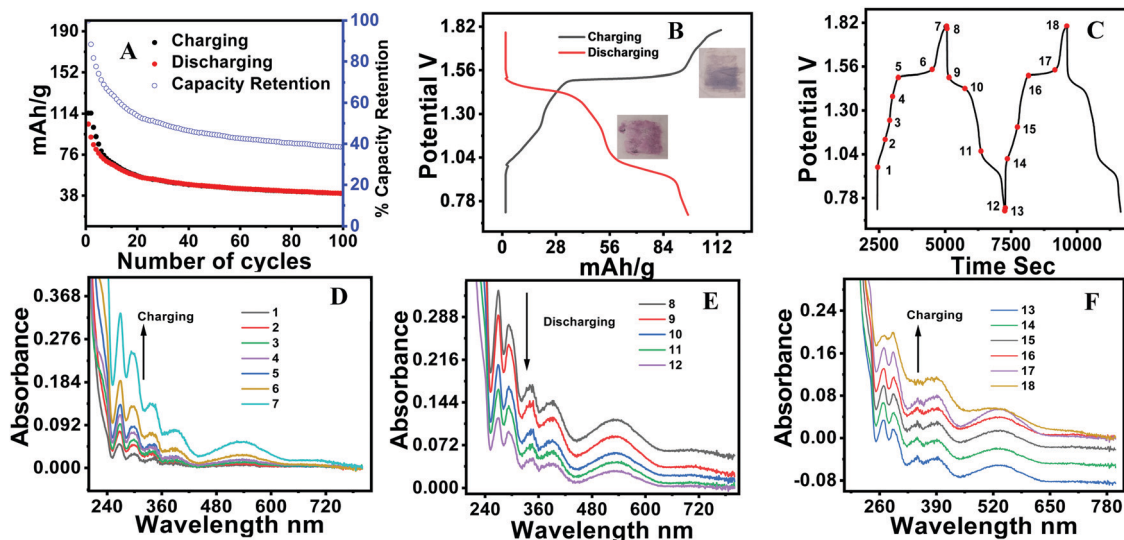 A
Charging
Discharging
Capacity Retention
mAh/g
190
152
114
76
38
% Capacity Retention
100
80
60
40
20
0
0 20 40 60 80 100
Number of cycles
B
Charging
Discharging
Potential V
1.82
1.56
1.30
1.04
0.78
0 28 56 84 112
mAh/g
C
Potential V
1.82
1.56
1.30
1.04
0.78
1
2
3
4
5
6
7
8
9
10
11
12
13
14
15
16
17
18
2500 5000 7500 10000
Time Sec
D
Charging
1
2
3
4
5
6
7
Absorbance
0.368
0.276
0.184
0.092
0.000
240 360 480 600 720
Wavelength nm
E
Discharging
8
9
10
11
12
Absorbance
0.288
0.216
0.144
0.072
0.000
240 360 480 600 720
Wavelength nm
F
Charging
13
14
15
16
17
18
Absorbance
0.24
0.16
0.08
0.00
-0.08
260 390 520 650 780
Wavelength nm